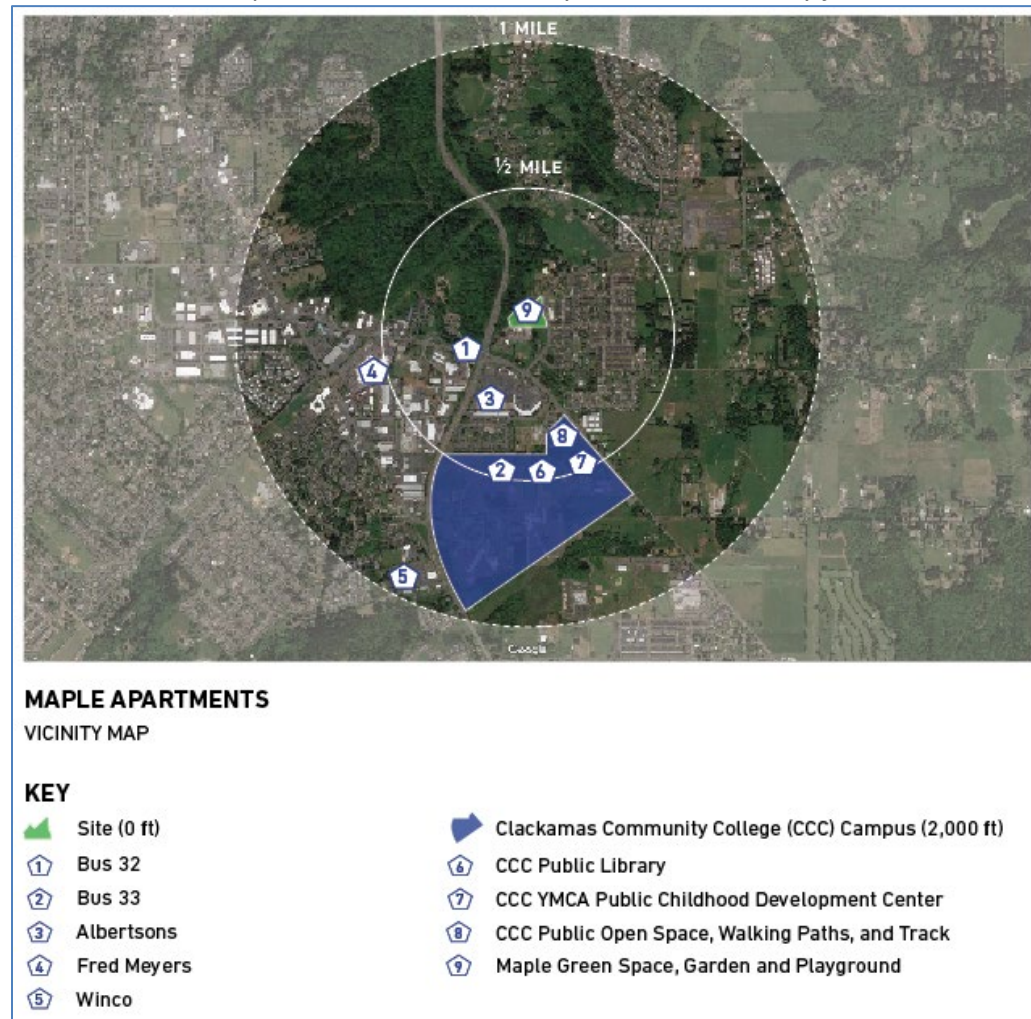 1 MILE
½ MILE
9
1
4
3
8
2
6
7
5
Google
MAPLE APARTMENTS
VICINITY MAP
KEY
Site (0 ft)
1 Bus 32
2 Bus 33
3 Albertsons
4 Fred Meyers
5 Winco
Clackamas Community College (CCC) Campus (2,000 ft)
6 CCC Public Library
7 CCC YMCA Public Childhood Development Center
8 CCC Public Open Space, Walking Paths, and Track
9 Maple Green Space, Garden and Playground